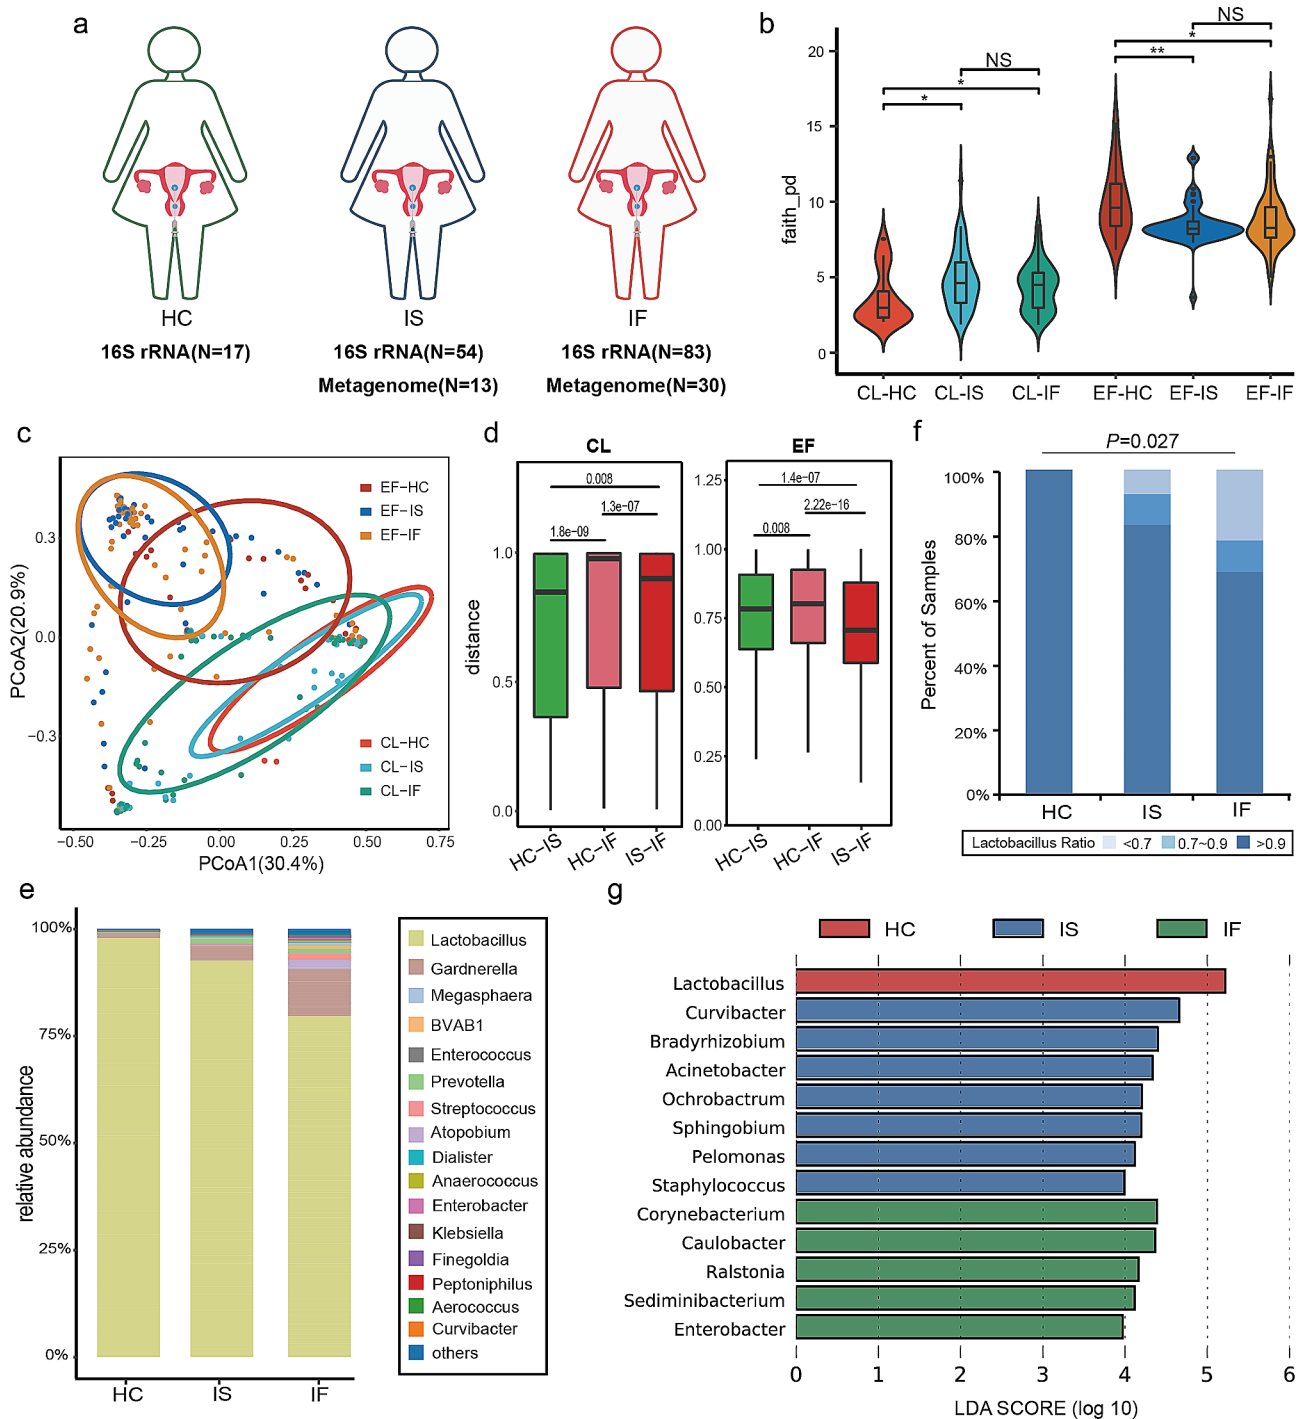 a
HC
IS
IF
16S rRNA(N=17)
16S rRNA(N=54)
16S rRNA(N=83)
Metagenome(N=13)
Metagenome(N=30)
b
faith_pd
20
15
10
5
0
*
*
NS
**
*
NS
CL-HC
CL-IS
CL-IF
EF-HC
EF-IS
EF-IF
c
PCoA2(20.9%)
0.3
0.0
−0.3
EF−HC
EF−IS
EF−IF
CL−HC
CL−IS
CL−IF
−0.50
−0.25
0.00
0.25
0.50
0.75
PCoA1(30.4%)
d
CL
EF
distance
1.0
0.5
0.0
0.008
1.3e−07
1.8e−09
HC−IS
HC−IF
IS−IF
1.25
1.00
0.75
0.50
0.25
0.00
1.4e−07
2.22e−16
0.008
HC−IS
HC−IF
IS−IF
f
P=0.027
Percent of Samples
100%
80%
60%
40%
20%
0%
HC
IS
IF
Lactobacillus Ratio <0.7 0.7~0.9 >0.9
e
relative abundance
100%
75%
50%
25%
0%
HC
IS
IF
Lactobacillus
Gardnerella
Megasphaera
BVAB1
Enterococcus
Prevotella
Streptococcus
Atopobium
Dialister
Anaerococcus
Enterobacter
Klebsiella
Finegoldia
Peptoniphilus
Aerococcus
Curvibacter
others
g
HC
IS
IF
Lactobacillus
Curvibacter
Bradyrhizobium
Acinetobacter
Ochrobactrum
Sphingobium
Pelomonas
Staphylococcus
Corynebacterium
Caulobacter
Ralstonia
Sediminibacterium
Enterobacter
0
1
2
3
4
5
6
LDA SCORE (log 10)